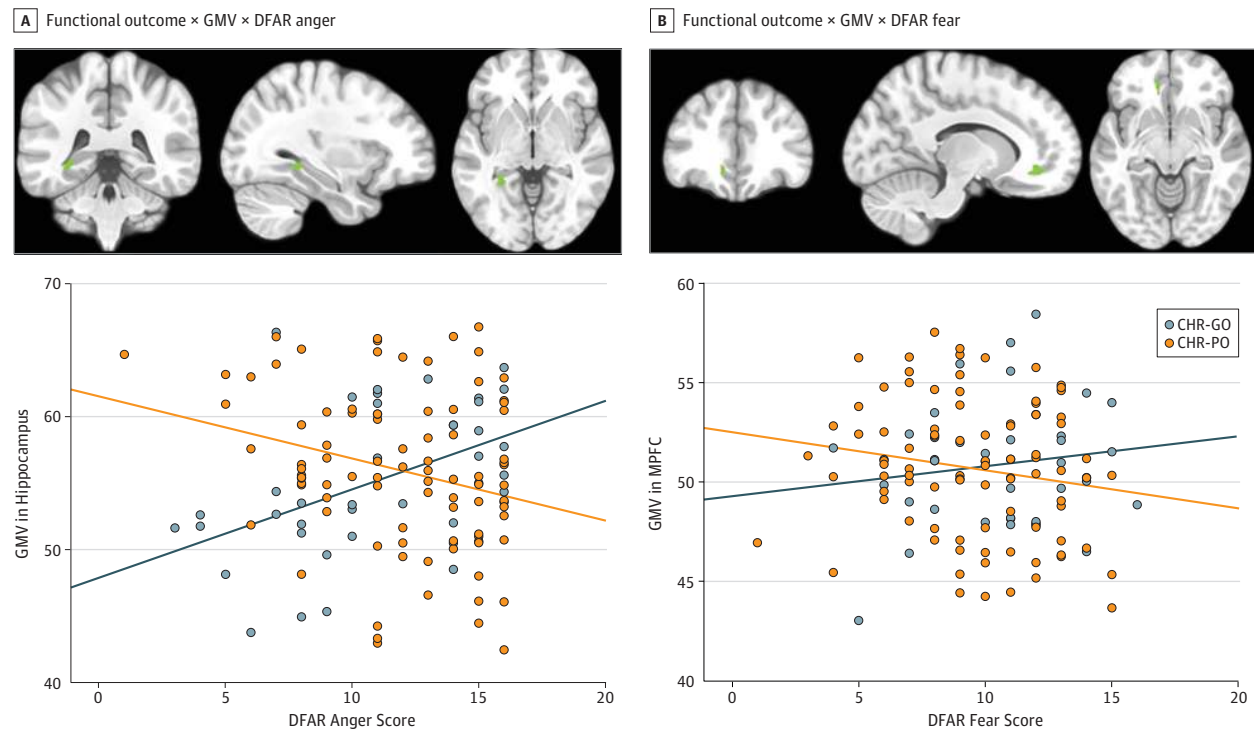 A Functional outcome × GMV × DFAR anger
B Functional outcome × GMV × DFAR fear
70
60
50
40
GMV in Hippocampus
0 5 10 15 20
DFAR Anger Score
60
55
50
45
40
GMV in MPFC
CHR-GO
CHR-PO
0 5 10 15 20
DFAR Fear Score